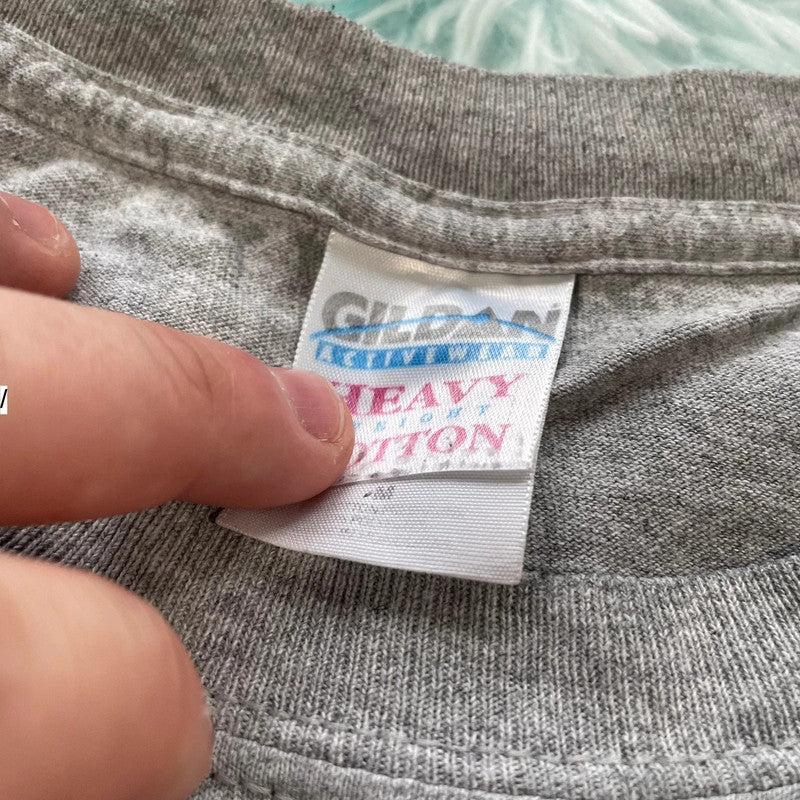 GILDAN
ACTIVEWEAR
HEAVY
COTTON
M
/